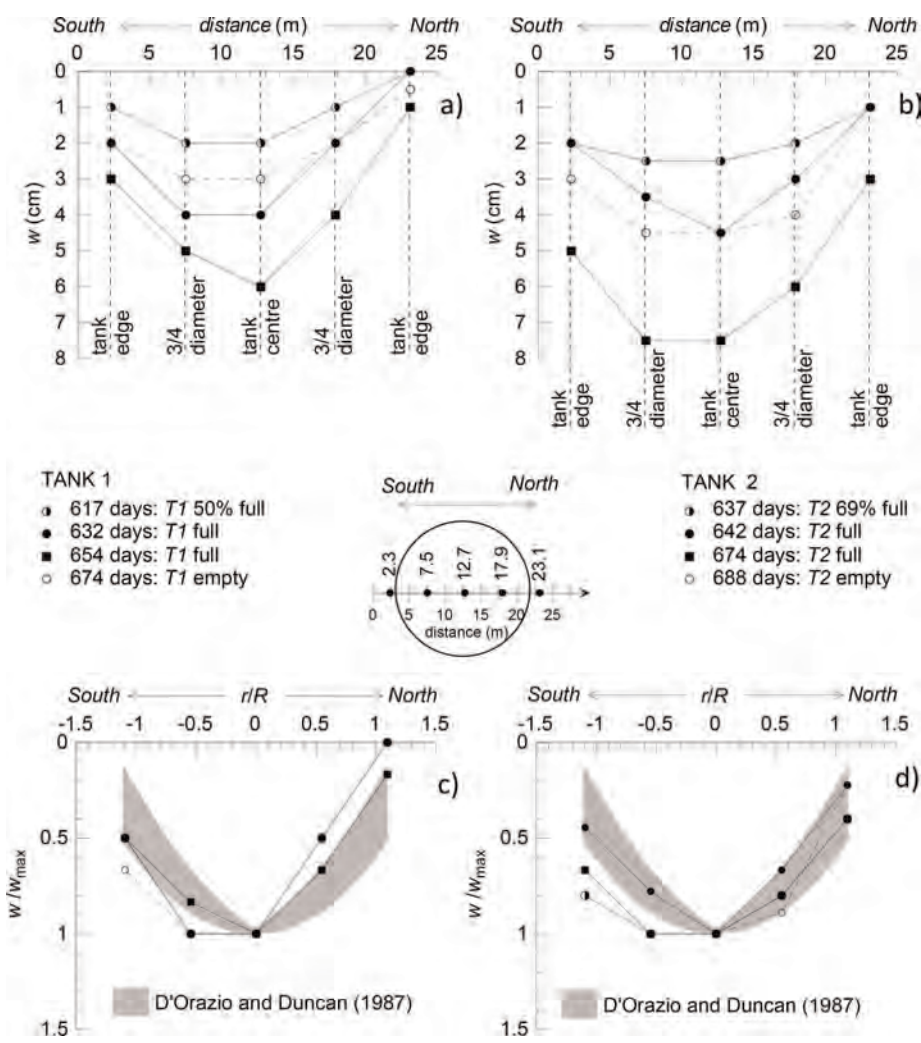 South distance (m) North
0 5 10 15 20 25
0
1
2
3
4
5
6
7
8
w (cm)
tank edge
3/4 diameter
tank centre
3/4 diameter
tank edge
a)
South distance (m) North
0 5 10 15 20 25
0
1
2
3
4
5
6
7
8
w (cm)
tank edge
3/4 diameter
tank centre
3/4 diameter
tank edge
b)
TANK 1
617 days: T1 50% full
632 days: T1 full
654 days: T1 full
674 days: T1 empty
South North
2.3 7.5 12.7 17.9 23.1
0 5 10 15 20 25
distance (m)
TANK 2
637 days: T2 69% full
642 days: T2 full
674 days: T2 full
688 days: T2 empty
South r/R North
-1.5 -1 -0.5 0 0.5 1 1.5
0
0.5
1
1.5
w /wmax
c)
D'Orazio and Duncan (1987)
South r/R North
-1.5 -1 -0.5 0 0.5 1 1.5
0
0.5
1
1.5
w /wmax
d)
D'Orazio and Duncan (1987)